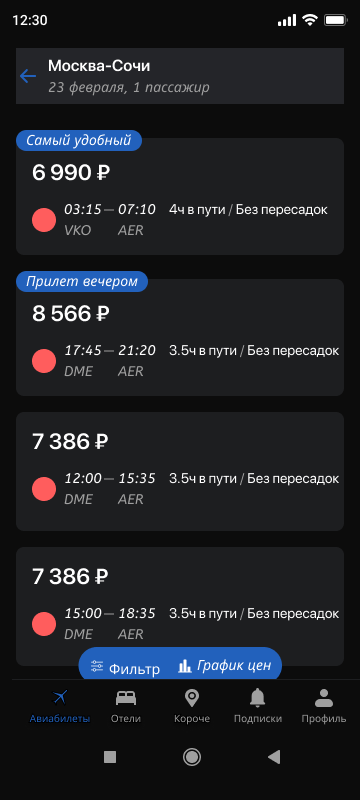 12:30
Москва-Сочи
23 февраля, 1 пассажир
Самый удобный
6 990 ₽
03:15 — 07:10 4ч в пути / Без пересадок
VKO AER
Прилет вечером
8 566 ₽
17:45 — 21:20 3.5ч в пути / Без пересадок
DME AER
7 386 ₽
12:00 — 15:35 3.5ч в пути / Без пересадок
DME AER
7 386 ₽
15:00 — 18:35 3.5ч в пути / Без пересадок
DME AER
Фильтр График цен
Авиабилеты Отели Короче Подписки Профиль